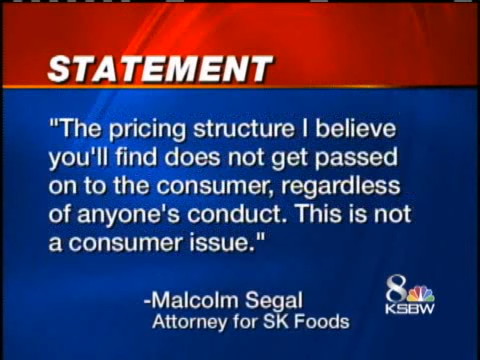 STATEMENT
"The pricing structure I believe
you'll find does not get passed
on to the consumer, regardless
of anyone's conduct. This is not
a consumer issue."
-Malcolm Segal
Attorney for SK Foods
8
KSBW